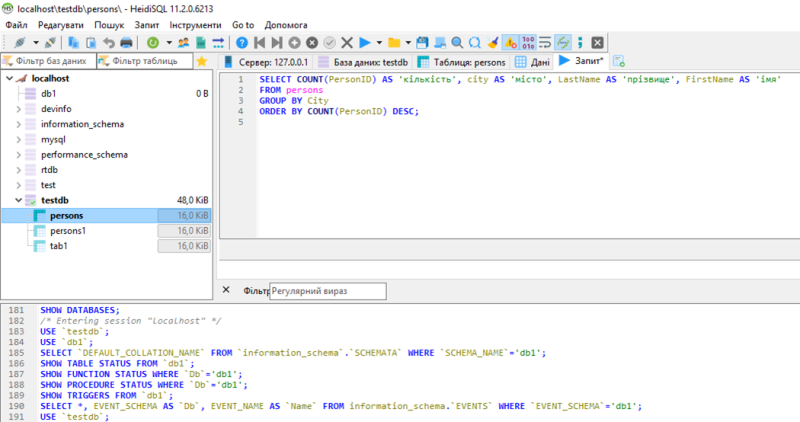 localhost\testdb\persons\ - HeidiSQL 11.2.0.6213
Файл Редагувати Пошук Запит Інструменти Go to Допомога
Фільтр баз даних Фільтр таблиць
Сервер: 127.0.0.1 База даних: testdb Таблиця: persons Дані Запит*
localhost
db1 0 B
devinfo
information_schema
mysql
performance_schema
rtdb
test
testdb 48,0 KiB
persons 16,0 KiB
persons1 16,0 KiB
tab1 16,0 KiB
1 SELECT COUNT(PersonID) AS 'кількість', city AS 'місто', LastName AS 'прізвище', FirstName AS 'імя'
2 FROM persons
3 GROUP BY City
4 ORDER BY COUNT(PersonID) DESC;
5
Фільтр Регулярний вираз
181 SHOW DATABASES;
182 /* Entering session "localhost" */
183 USE `testdb`;
184 USE `db1`;
185 SELECT `DEFAULT_COLLATION_NAME` FROM `information_schema`.`SCHEMATA` WHERE `SCHEMA_NAME`='db1';
186 SHOW TABLE STATUS FROM `db1`;
187 SHOW FUNCTION STATUS WHERE `Db`='db1';
188 SHOW PROCEDURE STATUS WHERE `Db`='db1';
189 SHOW TRIGGERS FROM `db1`;
190 SELECT *, EVENT_SCHEMA AS `Db`, EVENT_NAME AS `Name` FROM information_schema.`EVENTS` WHERE `EVENT_SCHEMA`='db1';
191 USE `testdb`;